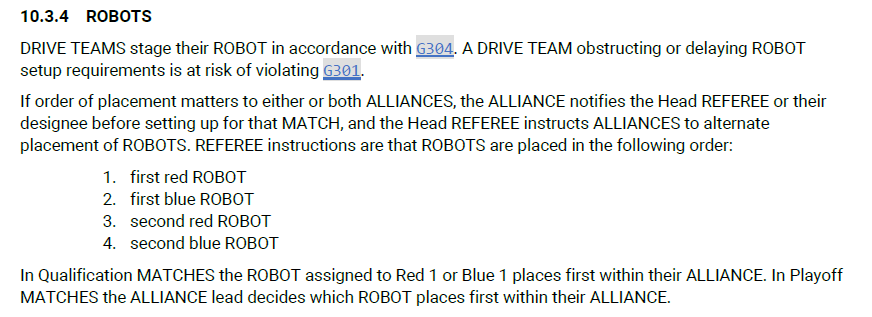 10.3.4 ROBOTS
DRIVE TEAMS stage their ROBOT in accordance with G304. A DRIVE TEAM obstructing or delaying ROBOT
setup requirements is at risk of violating G301.
If order of placement matters to either or both ALLIANCES, the ALLIANCE notifies the Head REFEREE or their
designee before setting up for that MATCH, and the Head REFEREE instructs ALLIANCES to alternate
placement of ROBOTS. REFEREE instructions are that ROBOTS are placed in the following order:
1. first red ROBOT
2. first blue ROBOT
3. second red ROBOT
4. second blue ROBOT
In Qualification MATCHES the ROBOT assigned to Red 1 or Blue 1 places first within their ALLIANCE. In Playoff
MATCHES the ALLIANCE lead decides which ROBOT places first within their ALLIANCE.